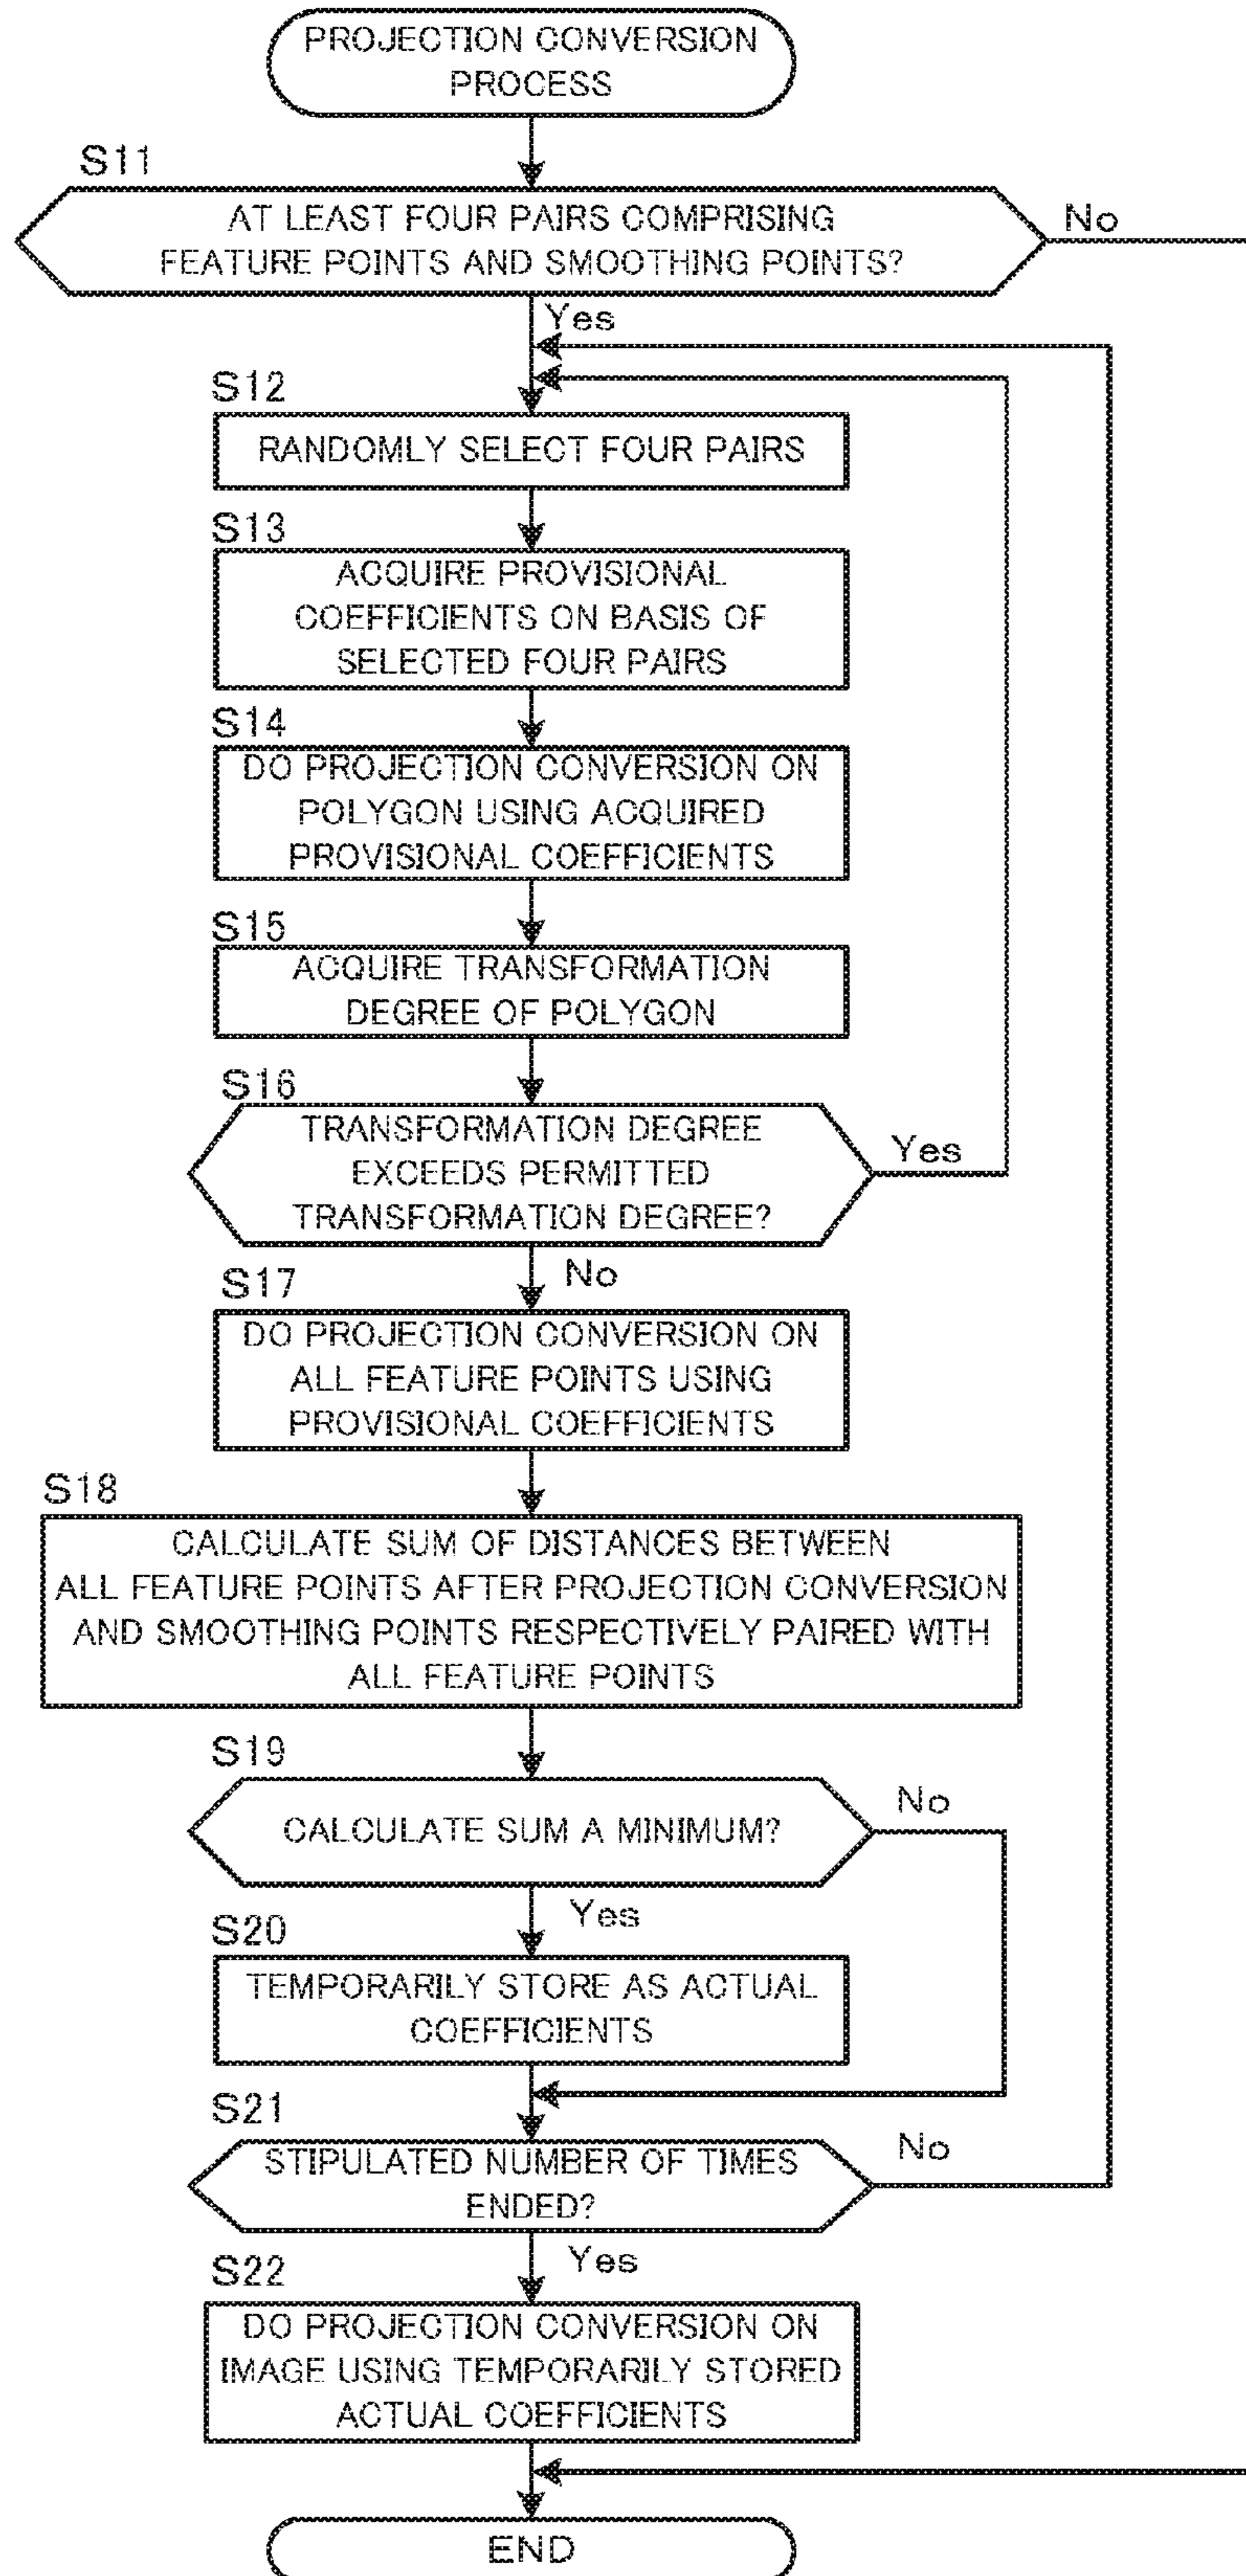 PROJECTION CONVERSION
PROCESS
S11
AT LEAST FOUR PAIRS COMPRISING
FEATURE POINTS AND SMOOTHING POINTS?
No
Yes
S12
RANDOMLY SELECT FOUR PAIRS
S13
ACQUIRE PROVISIONAL
COEFFICIENTS ON BASIS OF
SELECTED FOUR PAIRS
S14
DO PROJECTION CONVERSION ON
POLYGON USING ACQUIRED
PROVISIONAL COEFFICIENTS
S15
ACQUIRE TRANSFORMATION
DEGREE OF POLYGON
S16
TRANSFORMATION DEGREE
EXCEEDS PERMITTED
TRANSFORMATION DEGREE?
Yes
No
S17
DO PROJECTION CONVERSION ON
ALL FEATURE POINTS USING
PROVISIONAL COEFFICIENTS
S18
CALCULATE SUM OF DISTANCES BETWEEN
ALL FEATURE POINTS AFTER PROJECTION CONVERSION
AND SMOOTHING POINTS RESPECTIVELY PAIRED WITH
ALL FEATURE POINTS
S19
CALCULATE SUM A MINIMUM?
No
Yes
S20
TEMPORARILY STORE AS ACTUAL
COEFFICIENTS
S21
STIPULATED NUMBER OF TIMES
ENDED?
No
Yes
S22
DO PROJECTION CONVERSION ON
IMAGE USING TEMPORARILY STORED
ACTUAL COEFFICIENTS
END